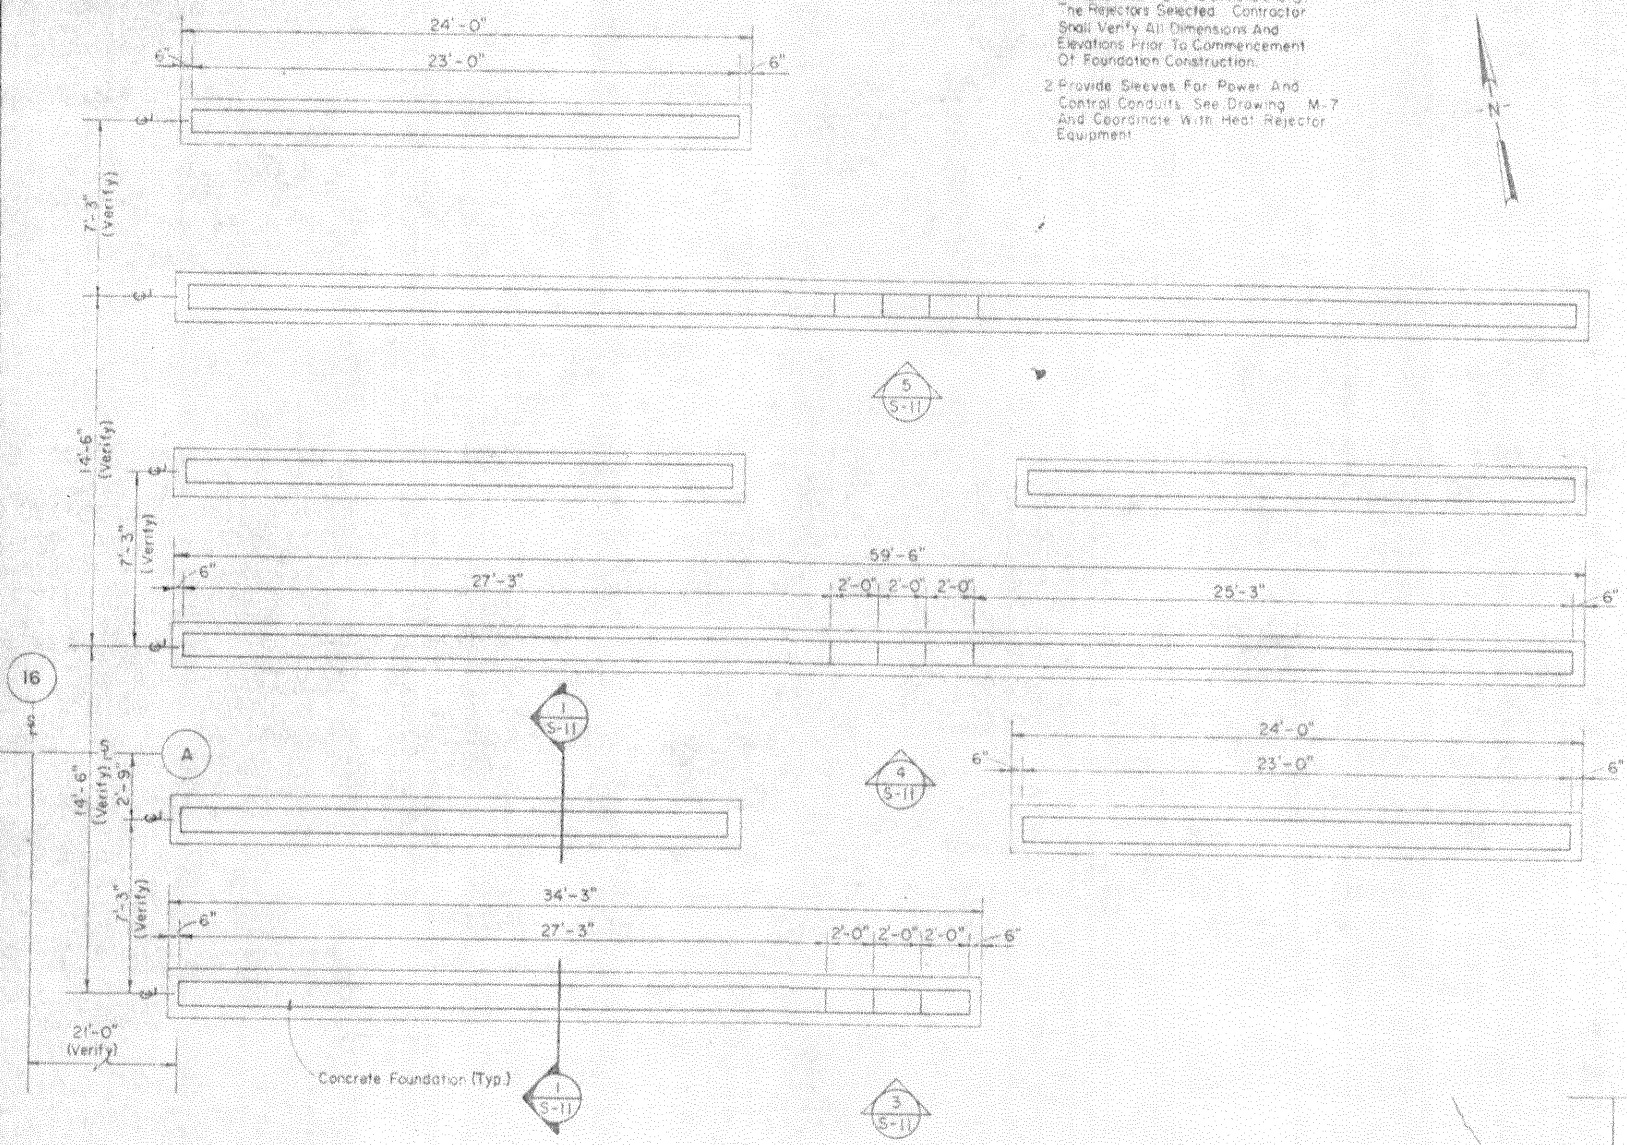 The Rejectors Selected Contractor
Shall Verify All Dimensions And
Elevations Prior To Commencement
Of Foundation Construction.
2 Provide Sleeves For Power And
Control Conduits. See Drawing M-7
And Coordinate With Heat Rejector
Equipment
N
24'-0"
6" 23'-0" 6"
7'-3"
(Verify)
5
S-11
14'-6"
(Verify)
7'-3"
(Verify)
59'-6"
6" 27'-3" 2'-0" 2'-0" 2'-0" 25'-3" 6"
16
1
S-11
A
24'-0"
6" 23'-0" 6"
4
S-11
14'-6"
(Verify)
2'-9"
7'-3"
(Verify)
34'-3"
6" 27'-3" 2'-0" 2'-0" 2'-0" 6"
21'-0"
(Verify)
Concrete Foundation (Typ.)
1
S-11
3
S-11